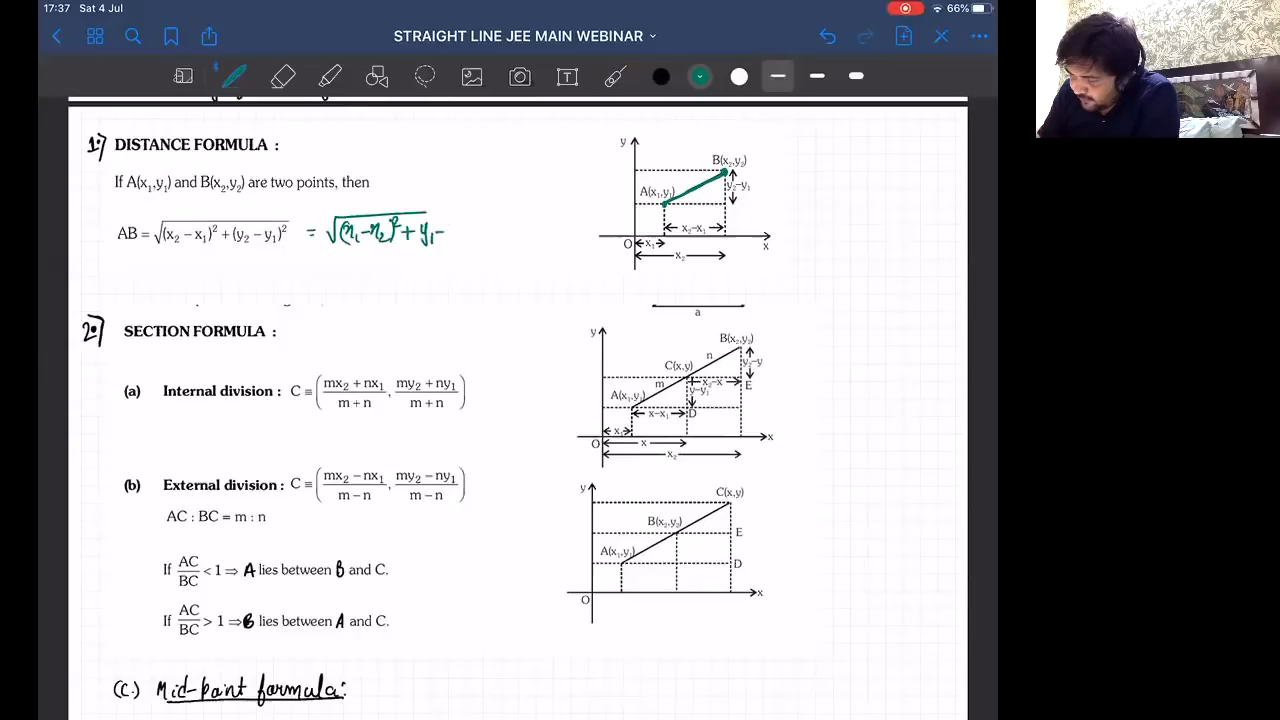 17:37 Sat 4 Jul
66%
STRAIGHT LINE JEE MAIN WEBINAR
1.) DISTANCE FORMULA :
If A(x₁,y₁) and B(x₂,y₂) are two points, then
AB = √((x₂ − x₁)² + (y₂ − y₁)²) = √((x₁−x₂)² + y₁−
y
B(x₂,y₂)
A(x₁,y₁)
y₂−y₁
x₂−x₁
O
x₁
x
x₂
a
2.) SECTION FORMULA :
(a) Internal division : C ≡ ((mx₂ + nx₁)/(m + n), (my₂ + ny₁)/(m + n))
y
B(x₂,y₂)
n
C(x,y)
y₂−y
m
x₂−x
E
A(x₁,y₁)
y−y₁
x−x₁
D
x₁
O
x
x
x₂
(b) External division : C ≡ ((mx₂ − nx₁)/(m − n), (my₂ − ny₁)/(m − n))
AC : BC = m : n
If AC/BC < 1 ⇒ A lies between B and C.
If AC/BC > 1 ⇒ B lies between A and C.
y
C(x,y)
B(x₂,y₂)
E
A(x₁,y₁)
D
O
x
(C.) Mid-point formula: